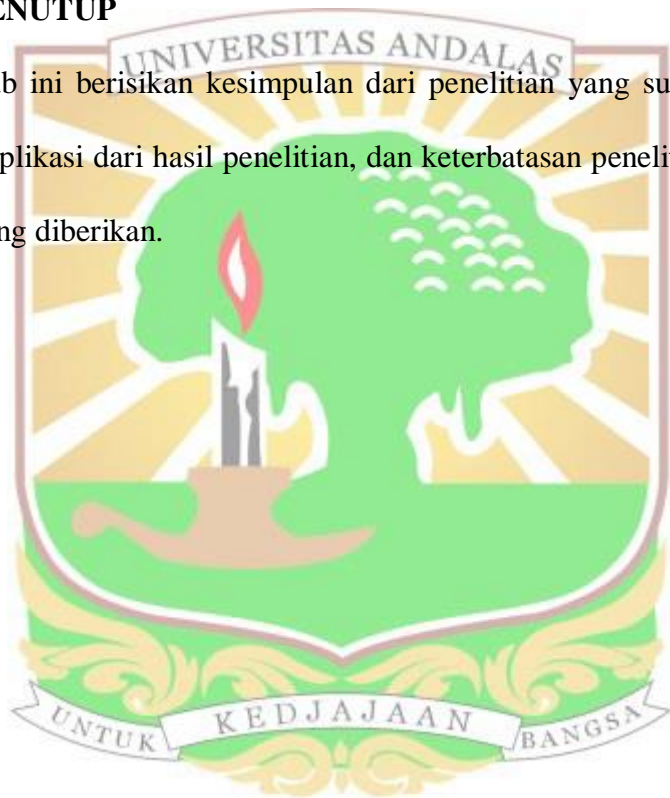 ENUTUP
UNIVERSITAS ANDALAS
b ini berisikan kesimpulan dari penelitian yang su
plikasi dari hasil penelitian, dan keterbatasan penelit
ng diberikan.
UNTUK KEDJAJAAN BANGSA